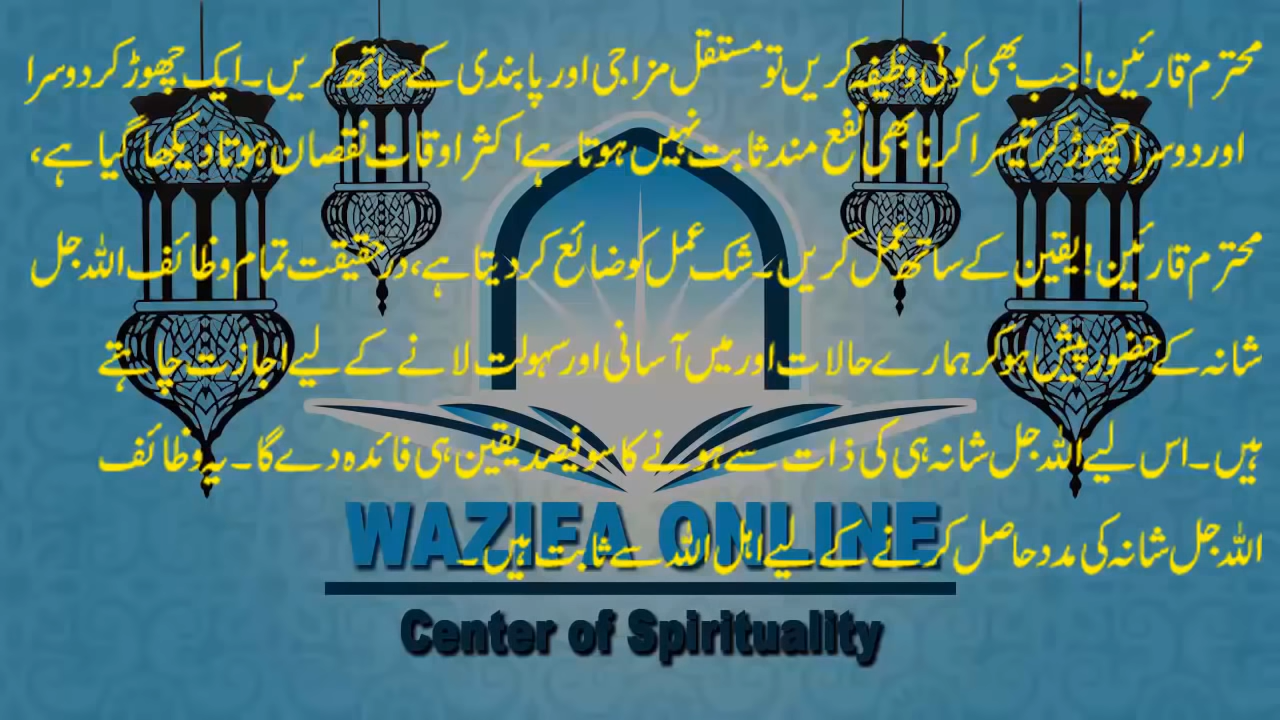 محترم قارئین! جب بھی کوئی وظیفہ کریں تو مستقل مزاجی اور پابندی کے ساتھ کریں۔ ایک چھوڑ کر دوسرا
اور دوسرا چھوڑ کر تیسرا کرنا بھی نفع مند ثابت نہیں ہوتا ہے اکثر اوقات نقصان ہوتا دیکھا گیا ہے،
محترم قارئین! یقین کے ساتھ عمل کریں۔ شک عمل کو ضائع کر دیتا ہے، در حقیقت تمام وظائف اللہ جل
شانہ کے حضور پیش ہو کر ہمارے حالات اور میں آسانی اور سہولت لانے کے لیے اجازت چاہتے
ہیں۔ اس لیے اللہ جل شانہ ہی کی ذات سے ہونے کا سو فیصد یقین ہی فائدہ دے گا۔ یہ وظائف
اللہ جل شانہ کی مدد حاصل کرنے کے لیے اہل اللہ سے ثابت ہیں۔
WAZIFA ONLINE
Center of Spirituality